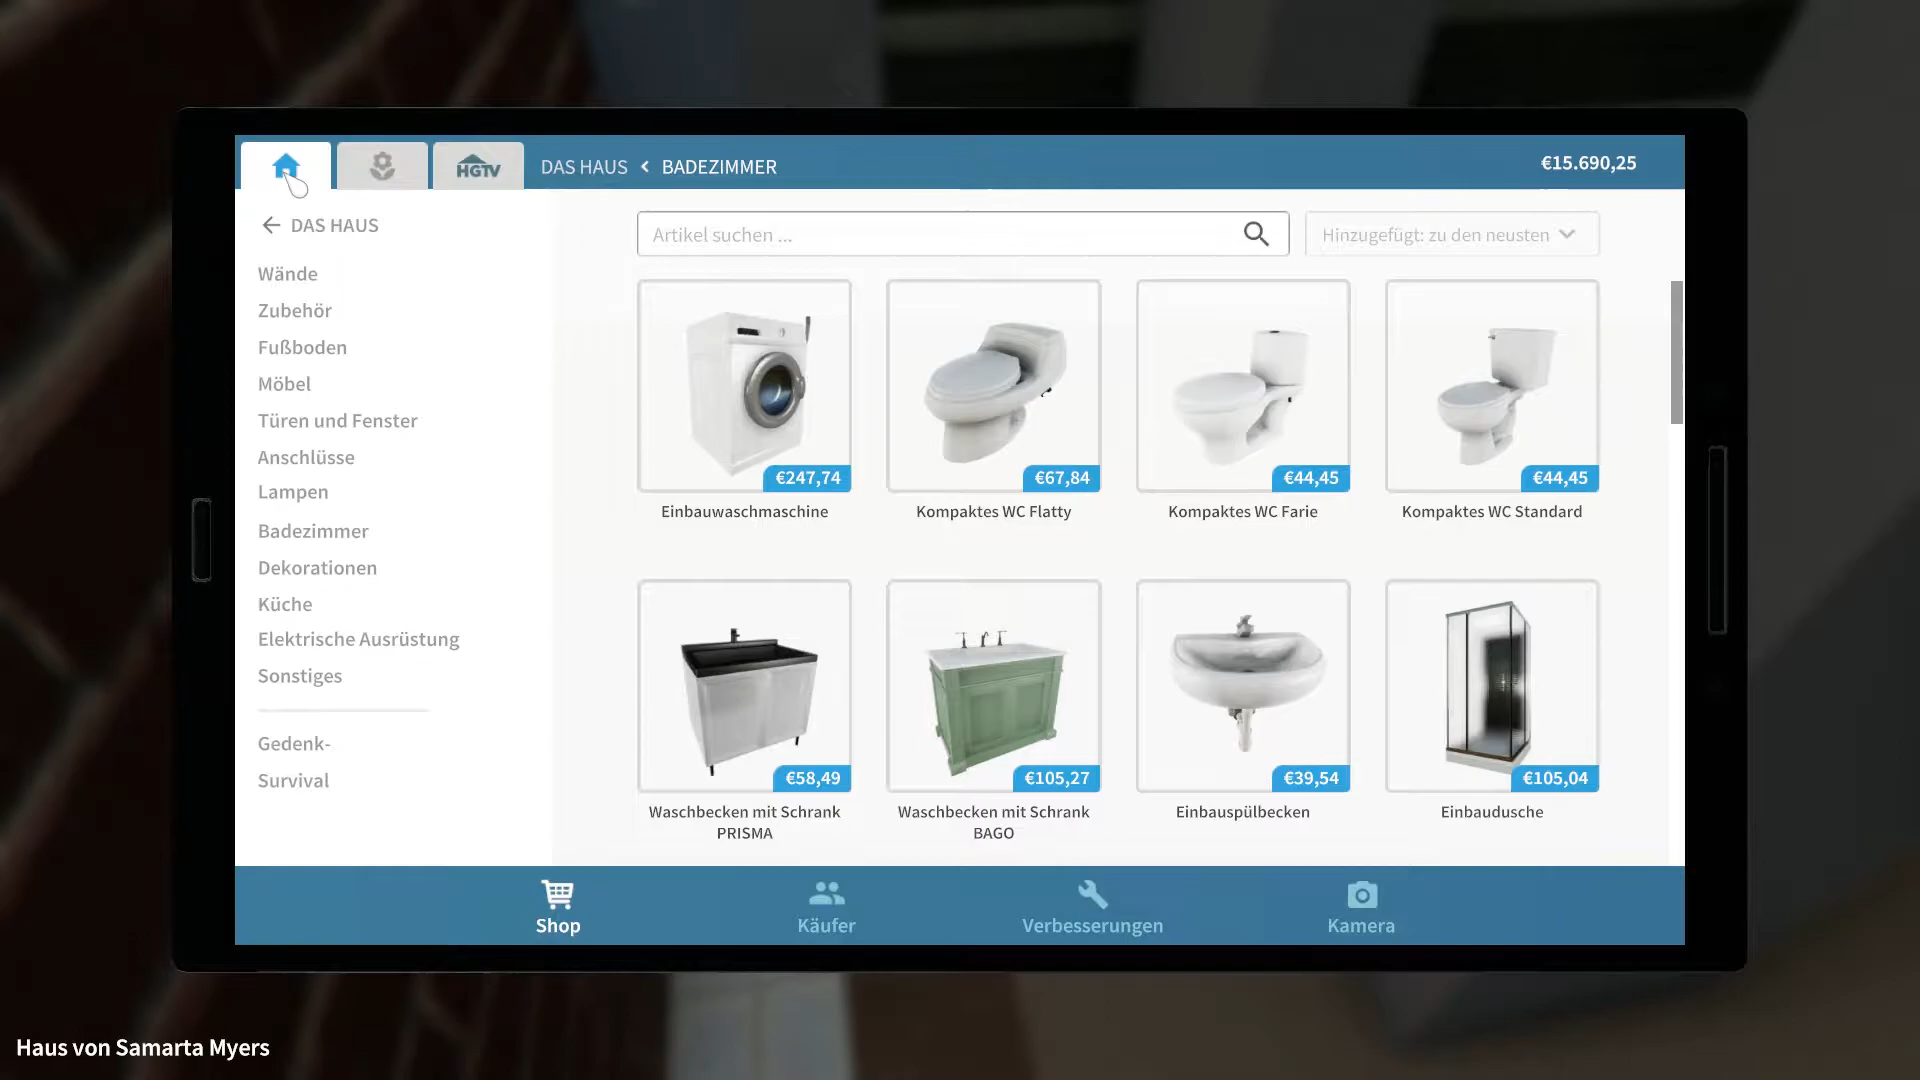 HGTV
DAS HAUS < BADEZIMMER
€15.690,25
← DAS HAUS
Wände
Zubehör
Fußboden
Möbel
Türen und Fenster
Anschlüsse
Lampen
Badezimmer
Dekorationen
Küche
Elektrische Ausrüstung
Sonstiges
Gedenk-
Survival
Artikel suchen ...
Hinzugefügt: zu den neusten
€247,74
€67,84
€44,45
€44,45
Einbauwaschmaschine
Kompaktes WC Flatty
Kompaktes WC Farie
Kompaktes WC Standard
€58,49
€105,27
€39,54
€105,04
Waschbecken mit Schrank
PRISMA
Waschbecken mit Schrank
BAGO
Einbauspülbecken
Einbaudusche
Shop
Käufer
Verbesserungen
Kamera
Haus von Samarta Myers